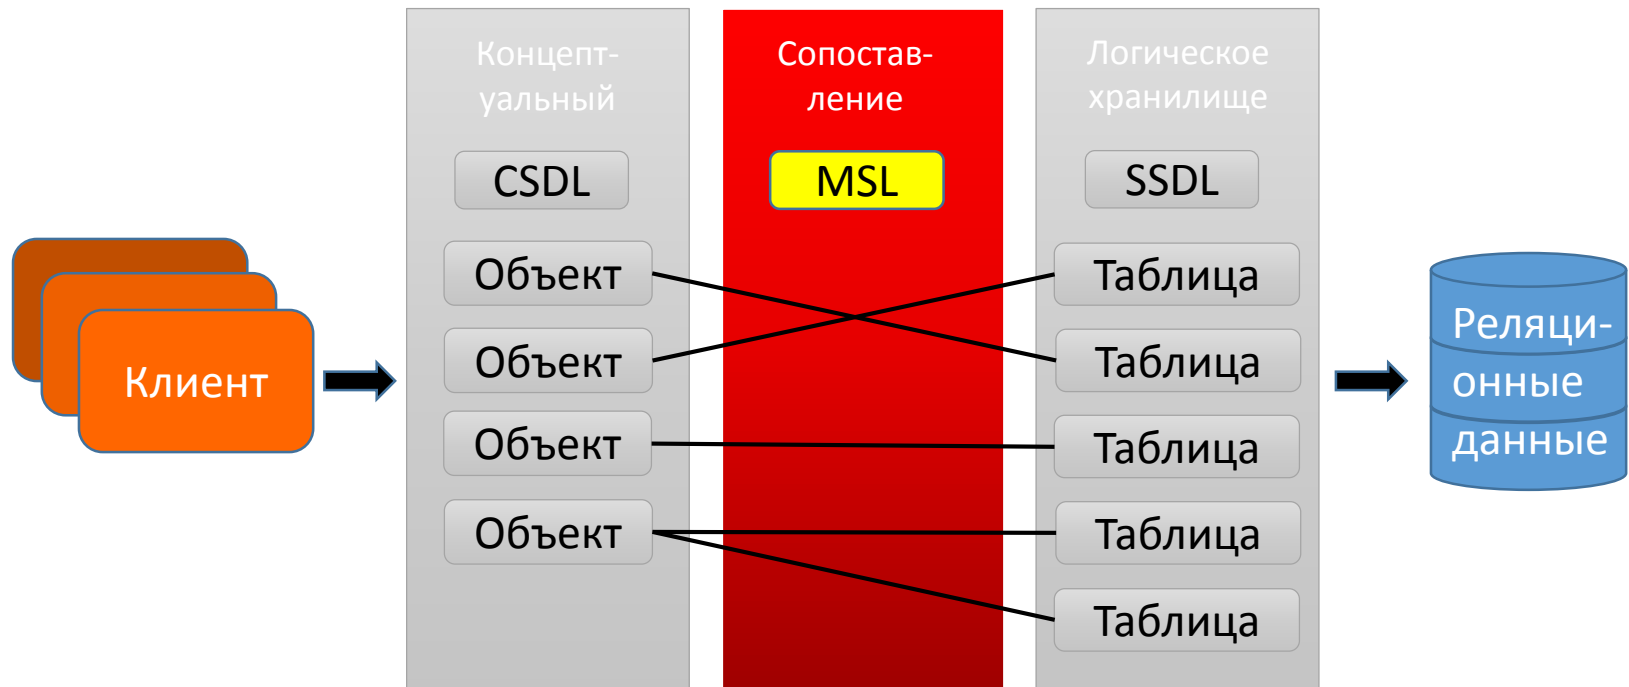 Концепт-
уальный
Сопостав-
ление
Логическое
хранилище
CSDL
MSL
SSDL
Объект
Таблица
Объект
Таблица
Клиент
Объект
Таблица
Объект
Таблица
Таблица
Реляци-
онные
данные